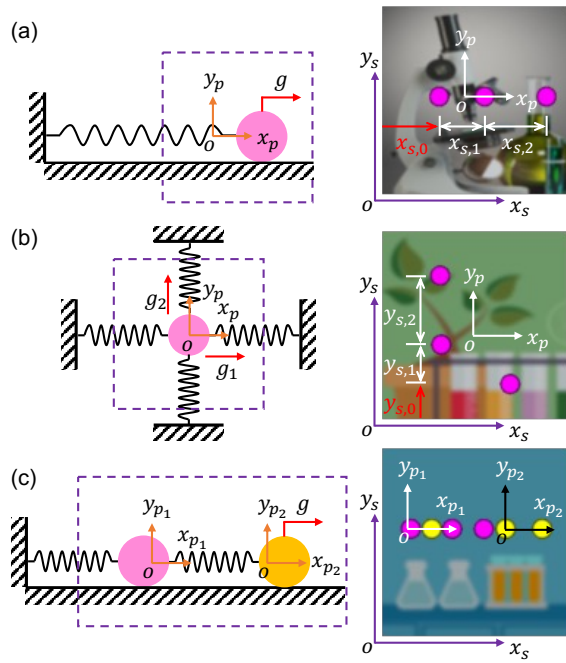 (a)
y_p
g
o
x_p
y_s
y_p
o
x_p
x_{s,0}
x_{s,1}
x_{s,2}
o
x_s
(b)
g_2
y_p
x_p
o
g_1
y_s
y_{s,2}
y_p
o
x_p
y_{s,1}
y_{s,0}
o
x_s
(c)
y_{p_1}
x_{p_1}
o
y_{p_2}
g
o
x_{p_2}
y_s
y_{p_1}
x_{p_1}
o
y_{p_2}
x_{p_2}
o
o
x_s